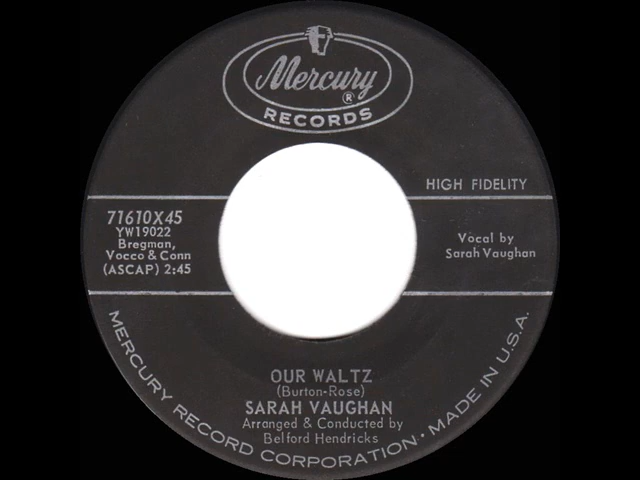 Mercury
®
RECORDS
HIGH FIDELITY
71610X45
YW19022
Bregman,
Vocco & Conn
(ASCAP) 2:45
Vocal by
Sarah Vaughan
OUR WALTZ
(Burton-Rose)
SARAH VAUGHAN
Arranged & Conducted by
Belford Hendricks
MERCURY RECORD CORPORATION • MADE IN U.S.A.